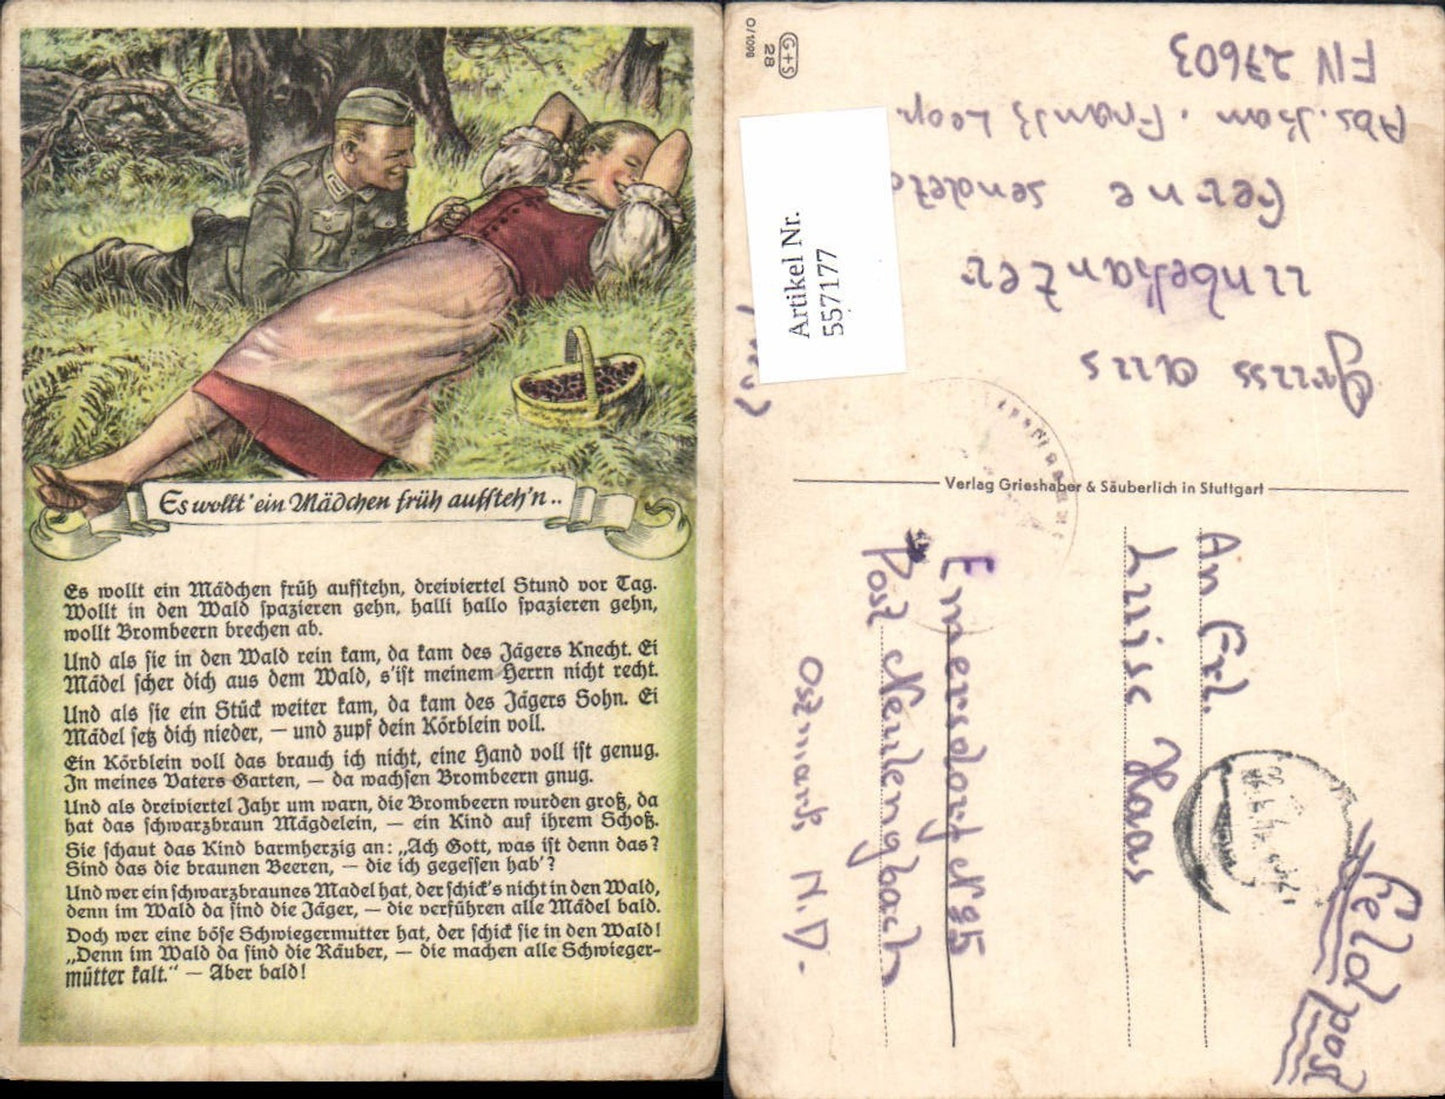 Es wollt' ein Mädchen früh aufsteh'n..
Es wollt ein Mädchen früh aufstehn, dreiviertel Stund vor Tag.
Wollt in den Wald spazieren gehn, halli hallo spazieren gehn,
wollt Brombeern brechen ab.
Und als sie in den Wald rein kam, da kam des Jägers Knecht. Ei
Mädel scher dich aus dem Wald, s'ist meinem Herrn nicht recht.
Und als sie ein Stück weiter kam, da kam des Jägers Sohn. Ei
Mädel setz dich nieder, — und zupf dein Körblein voll.
Ein Körblein voll das brauch ich nicht, eine Hand voll ist genug.
In meines Vaters Garten, — da wachsen Brombeern gnug.
Und als dreiviertel Jahr um warn, die Brombeern wurden groß, da
hat das schwarzbraun Mägdelein, — ein Kind auf ihrem Schoß.
Sie schaut das Kind barmherzig an: „Ach Gott, was ist denn das?
Sind das die braunen Beeren, — die ich gegessen hab'?
Und wer ein schwarzbraunes Madel hat, der schick's nicht in den Wald,
denn im Wald da sind die Jäger, — die verführen alle Mädel bald.
Doch wer eine böse Schwiegermutter hat, der schick sie in den Wald!
„Denn im Wald da sind die Räuber, — die machen alle Schwieger-
mütter kalt." — Aber bald!
G+S
28
O/1098
Artikel Nr.
557177
Abs. Kan. Franz Leop.
FN 27603
Gruss aus
unbekanter
Ferne sendet
Verlag Grieshaber & Säuberlich in Stuttgart
Feldpost
An Frl.
Luise Haas
Emersdorf N 95
Post Neulengbach
Ostmark N.D.